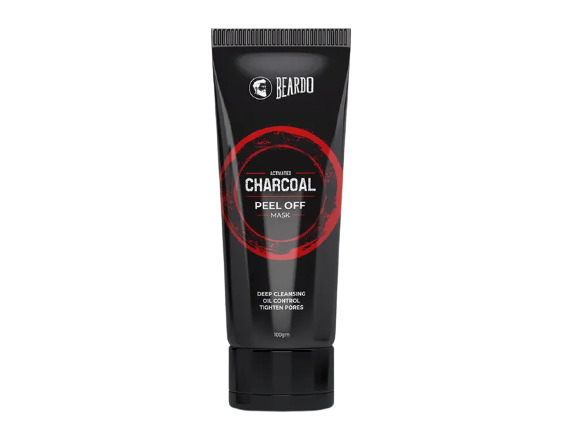 BEARDO
ACTIVATED
CHARCOAL
PEEL OFF
MASK
DEEP CLEANSING
OIL CONTROL
TIGHTEN PORES
100gm